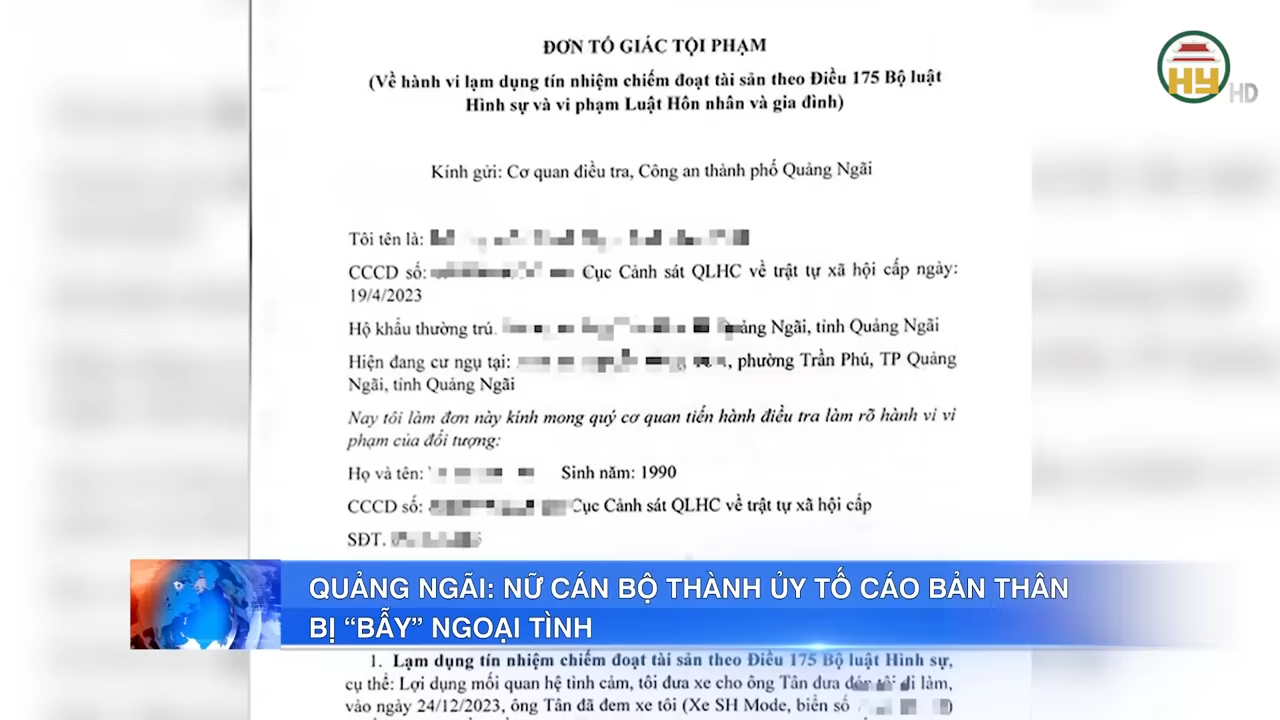 ĐƠN TỐ GIÁC TỘI PHẠM
(Về hành vi lạm dụng tín nhiệm chiếm đoạt tài sản theo Điều 175 Bộ luật
Hình sự và vi phạm Luật Hôn nhân và gia đình)
HY HD
Kính gửi: Cơ quan điều tra, Công an thành phố Quảng Ngãi
Tôi tên là:
CCCD số: Cục Cảnh sát QLHC về trật tự xã hội cấp ngày:
19/4/2023
Hộ khẩu thường trú. Quảng Ngãi, tỉnh Quảng Ngãi
Hiện đang cư ngụ tại: , phường Trần Phú, TP Quảng
Ngãi, tỉnh Quảng Ngãi
Nay tôi làm đơn này kính mong quý cơ quan tiến hành điều tra làm rõ hành vi vi
phạm của đối tượng:
Họ và tên: Sinh năm: 1990
CCCD số: Cục Cảnh sát QLHC về trật tự xã hội cấp
SĐT.
QUẢNG NGÃI: NỮ CÁN BỘ THÀNH ỦY TỐ CÁO BẢN THÂN
BỊ “BẪY” NGOẠI TÌNH
1. Lạm dụng tín nhiệm chiếm đoạt tài sản theo Điều 175 Bộ luật Hình sự,
cụ thể: Lợi dụng mối quan hệ tình cảm, tôi đưa xe cho ông Tân đưa đi làm,
vào ngày 24/12/2023, ông Tân đã đem xe tôi (Xe SH Mode, biển số )